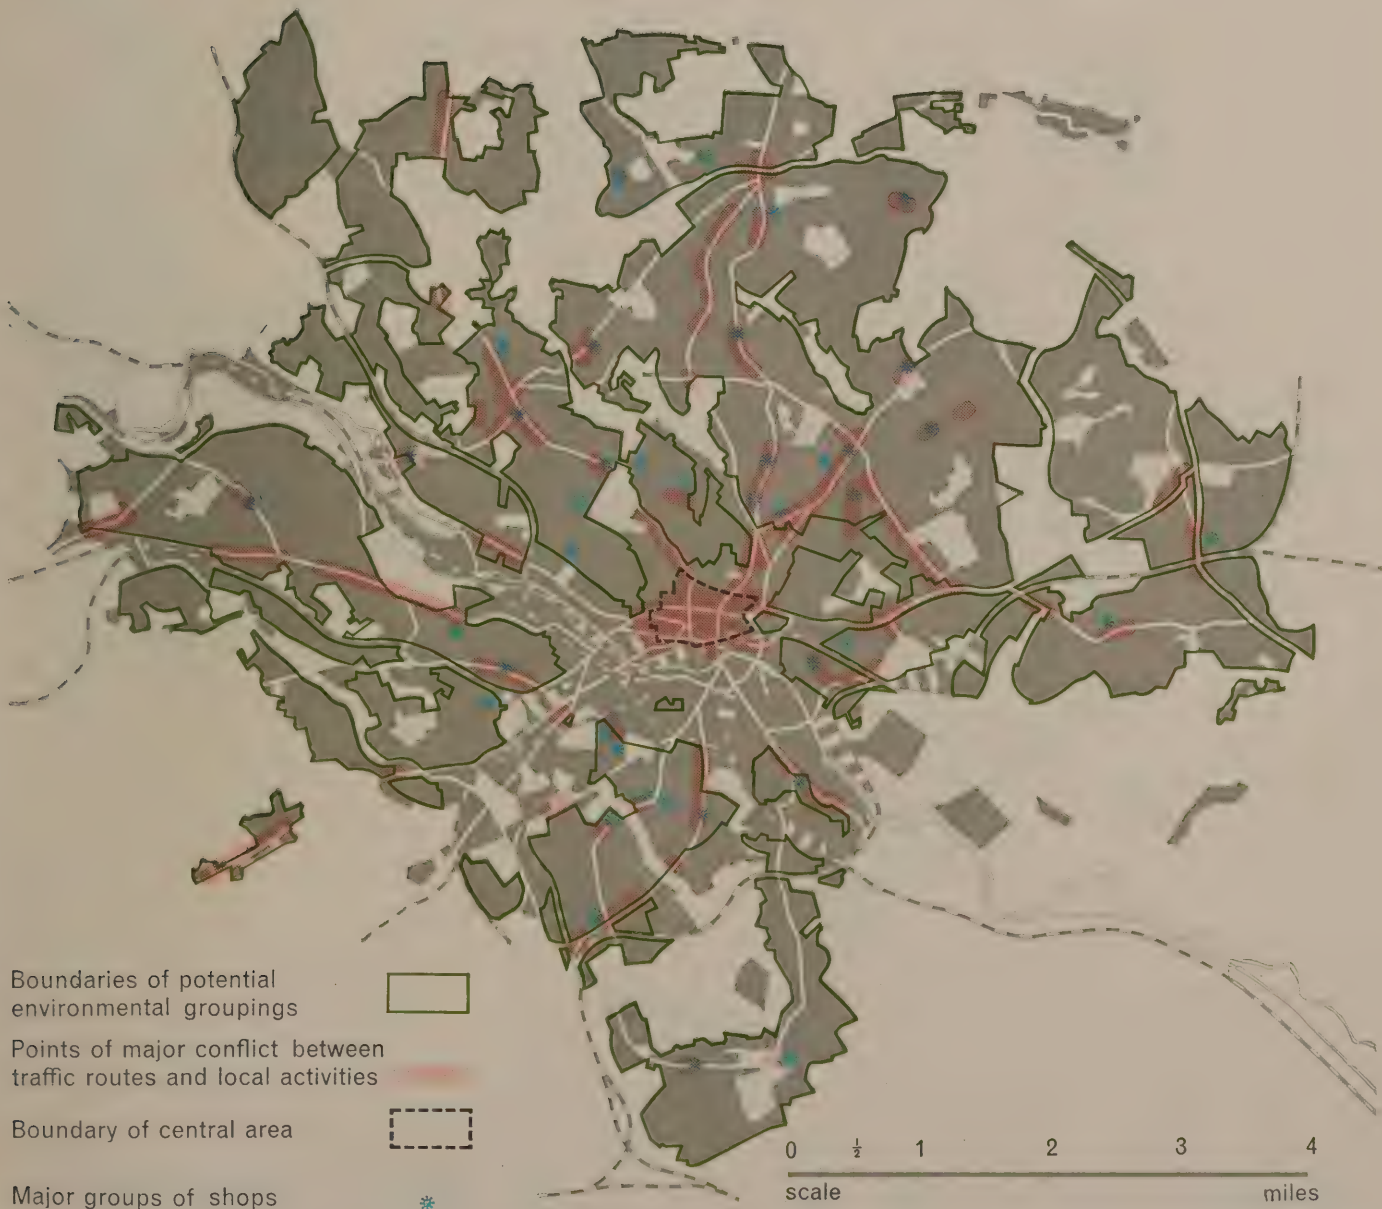 Boundaries of potential
environmental groupings
Points of major conflict between
traffic routes and local activities
Boundary of central area
Major groups of shops
0 ½ 1 2 3 4
scale miles